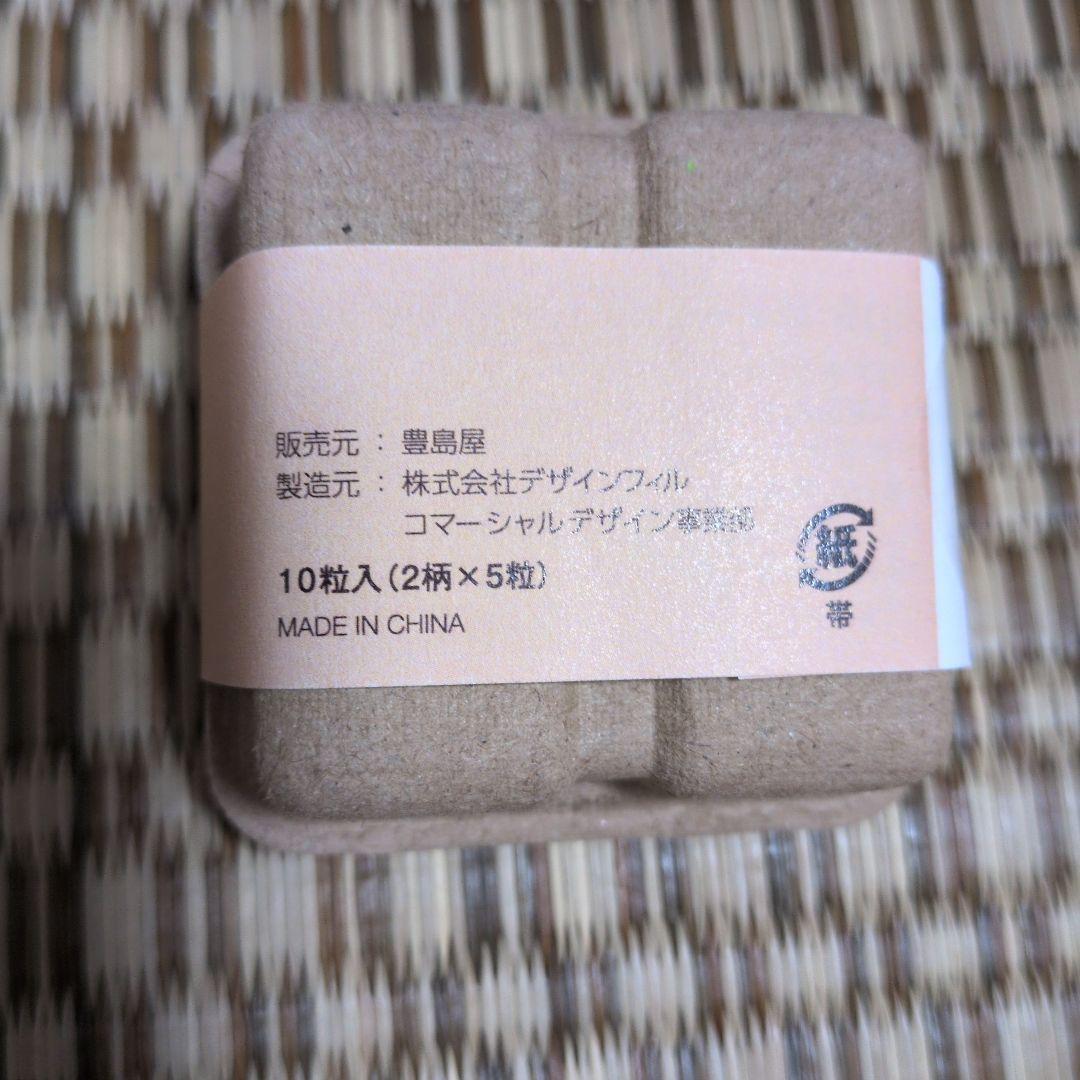 販売元 : 豊島屋
製造元 : 株式会社デザインフィル
コマーシャルデザイン事業部
10粒入(2柄×5粒)
MADE IN CHINA
紙
帯